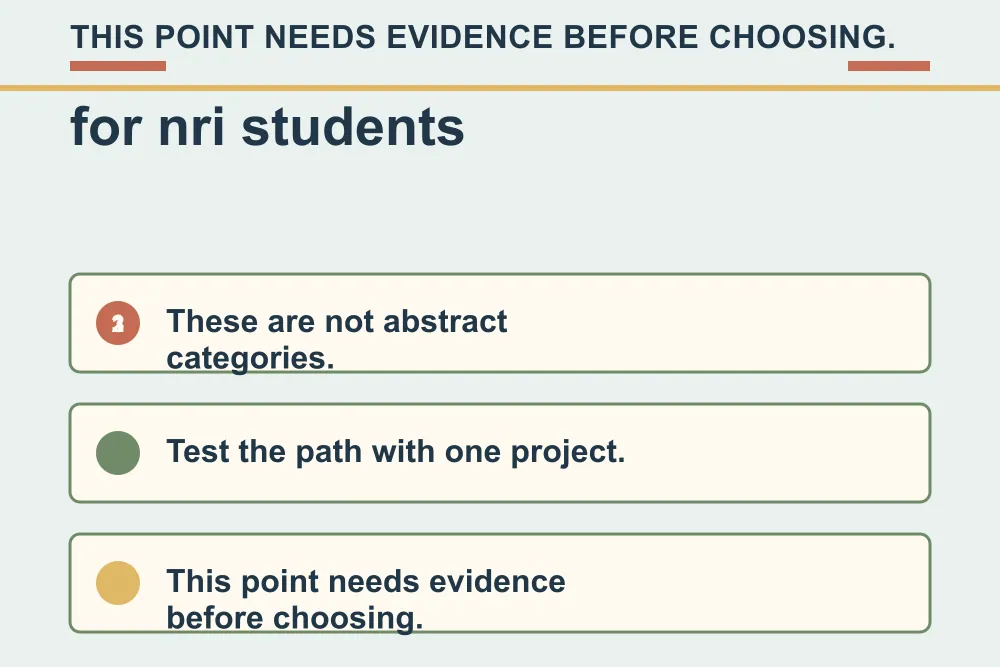 THIS POINT NEEDS EVIDENCE BEFORE CHOOSING.
for nri students
These are not abstract
categories.
Test the path with one project.
This point needs evidence
before choosing.